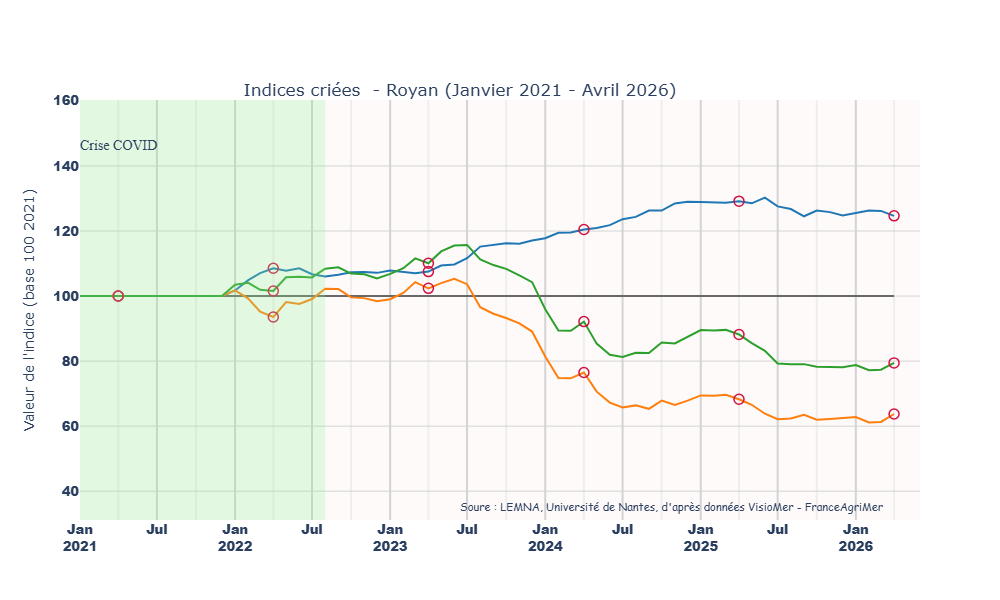 Indices criées  - Royan (Janvier 2021 - Avril 2026)
Valeur de l'indice (base 100 2021)
160
140
120
100
80
60
40
Crise COVID
Soure : LEMNA, Université de Nantes, d'après données VisioMer - FranceAgriMer
Jan Jul Jan Jul Jan Jul Jan Jul Jan Jul Jan
2021 2022 2023 2024 2025 2026